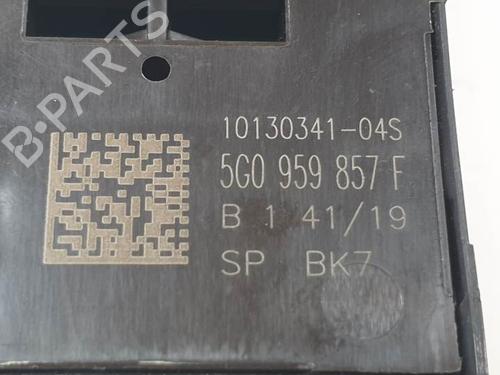 B-PARTS
10130341-04S
5G0 959 857 F
B 1 41/19
SP BK7